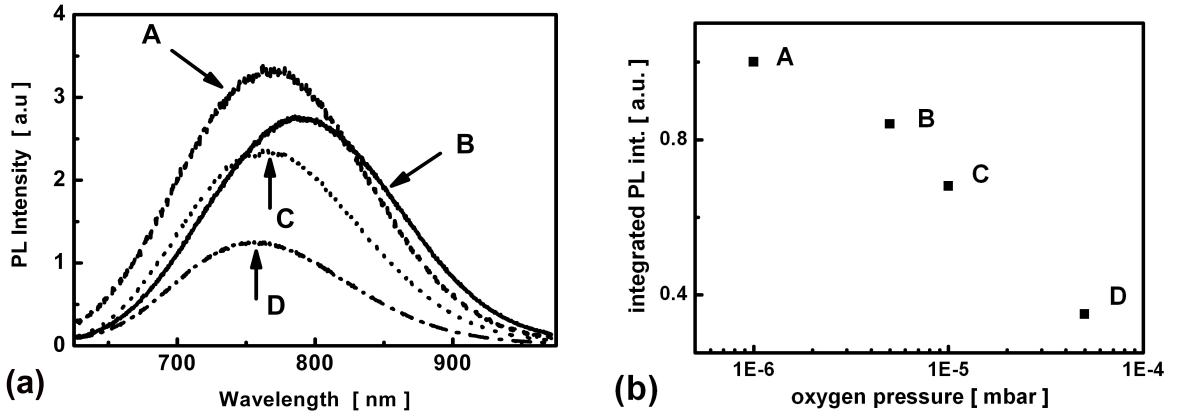 4
3
2
1
0
PL Intensity [ a.u ]
A
B
C
D
700
800
900
Wavelength [ nm ]
(a)
0.8
0.4
integrated PL int. [ a.u. ]
A
B
C
D
1E-6
1E-5
1E-4
oxygen pressure [ mbar ]
(b)